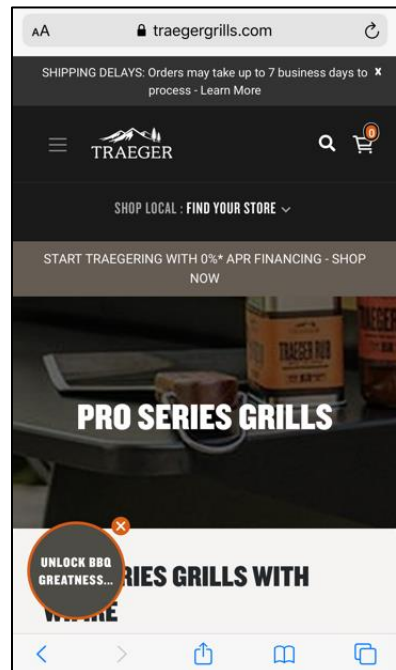 AA traegergrills.com
SHIPPING DELAYS: Orders may take up to 7 business days to x
process - Learn More
TRAEGER
0
SHOP LOCAL : FIND YOUR STORE
START TRAEGERING WITH 0%* APR FINANCING - SHOP
NOW
TRAEGER RUB
PRO SERIES GRILLS
UNLOCK BBQ
GREATNESS...
RIES GRILLS WITH